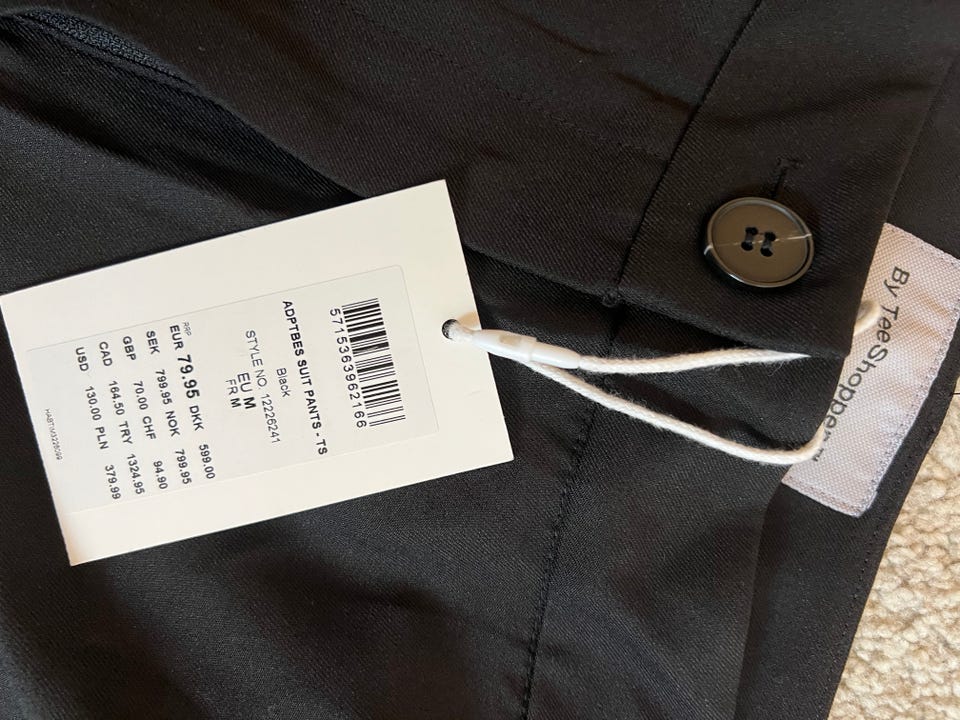 5715363962166
ADPTBES SUIT PANTS - TS
Black
STYLE NO. 12226241
EU M
FR M
RRP
EUR 79.95 DKK 599.00
SEK 799.95 NOK 799.95
GBP 70.00 CHF 94.90
CAD 164.50 TRY 1324.95
USD 130.00 PLN 379.99
By TeeShoppen